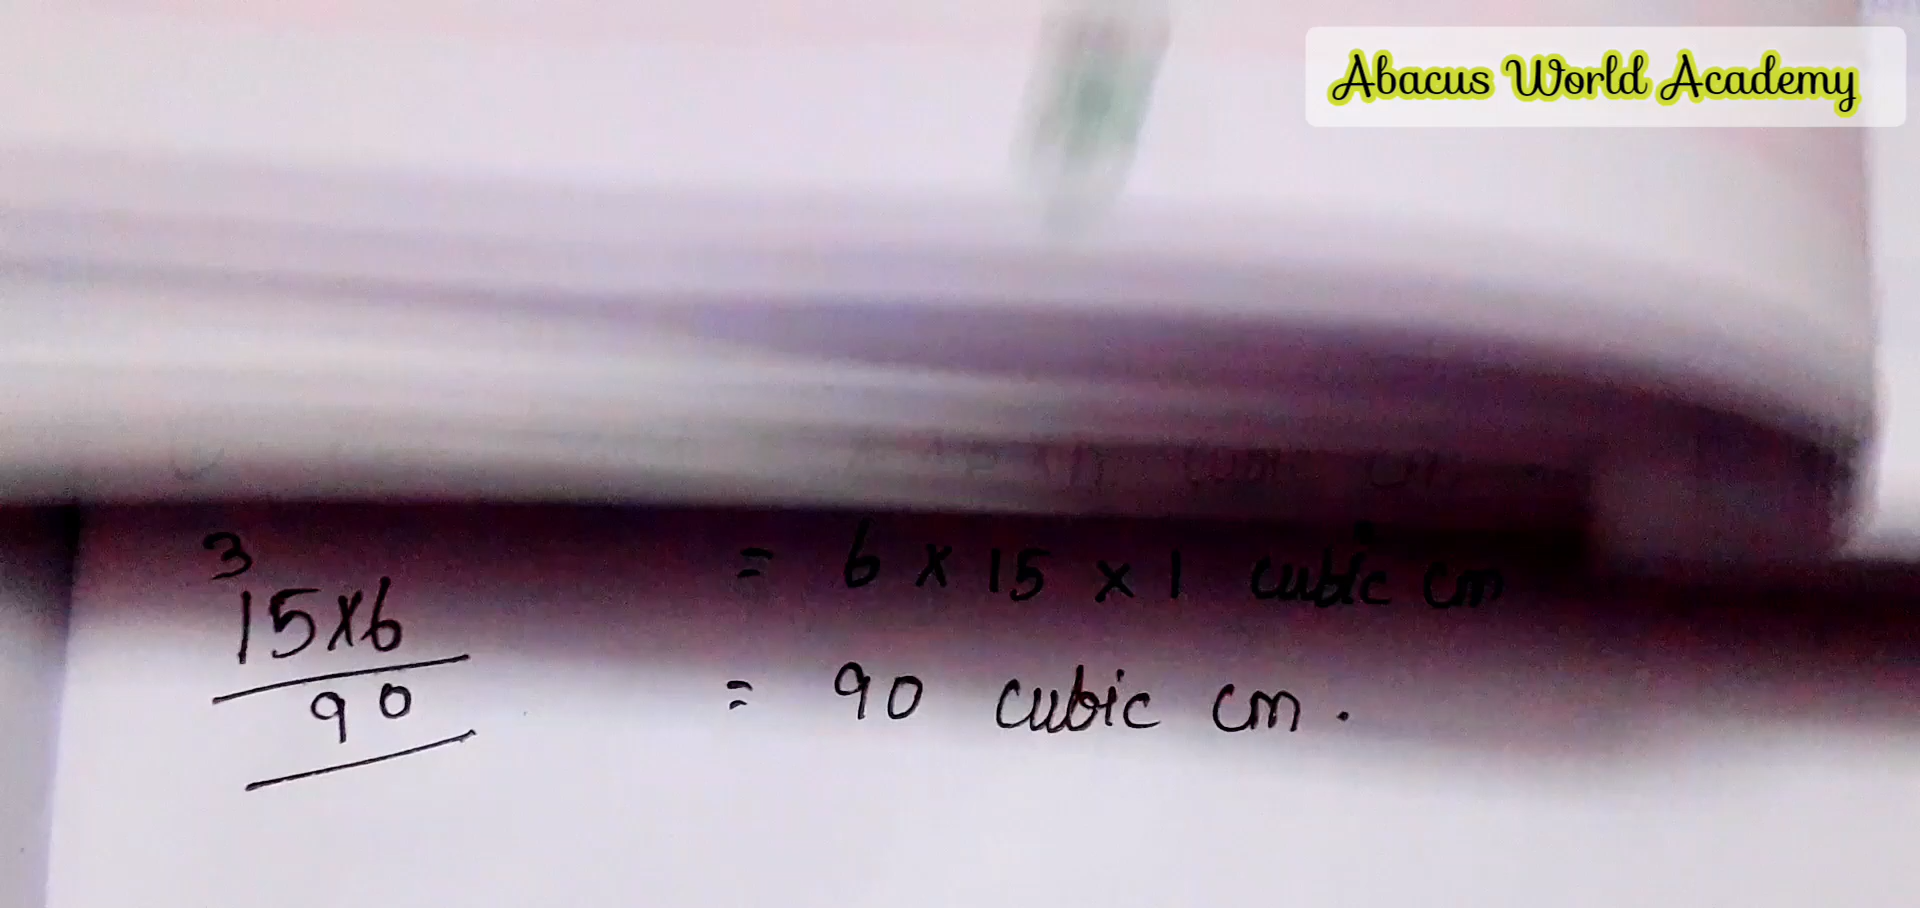 Abacus World Academy
= 6 x 15 x 1 cubic cm
3
15x6
90
= 90 cubic cm.